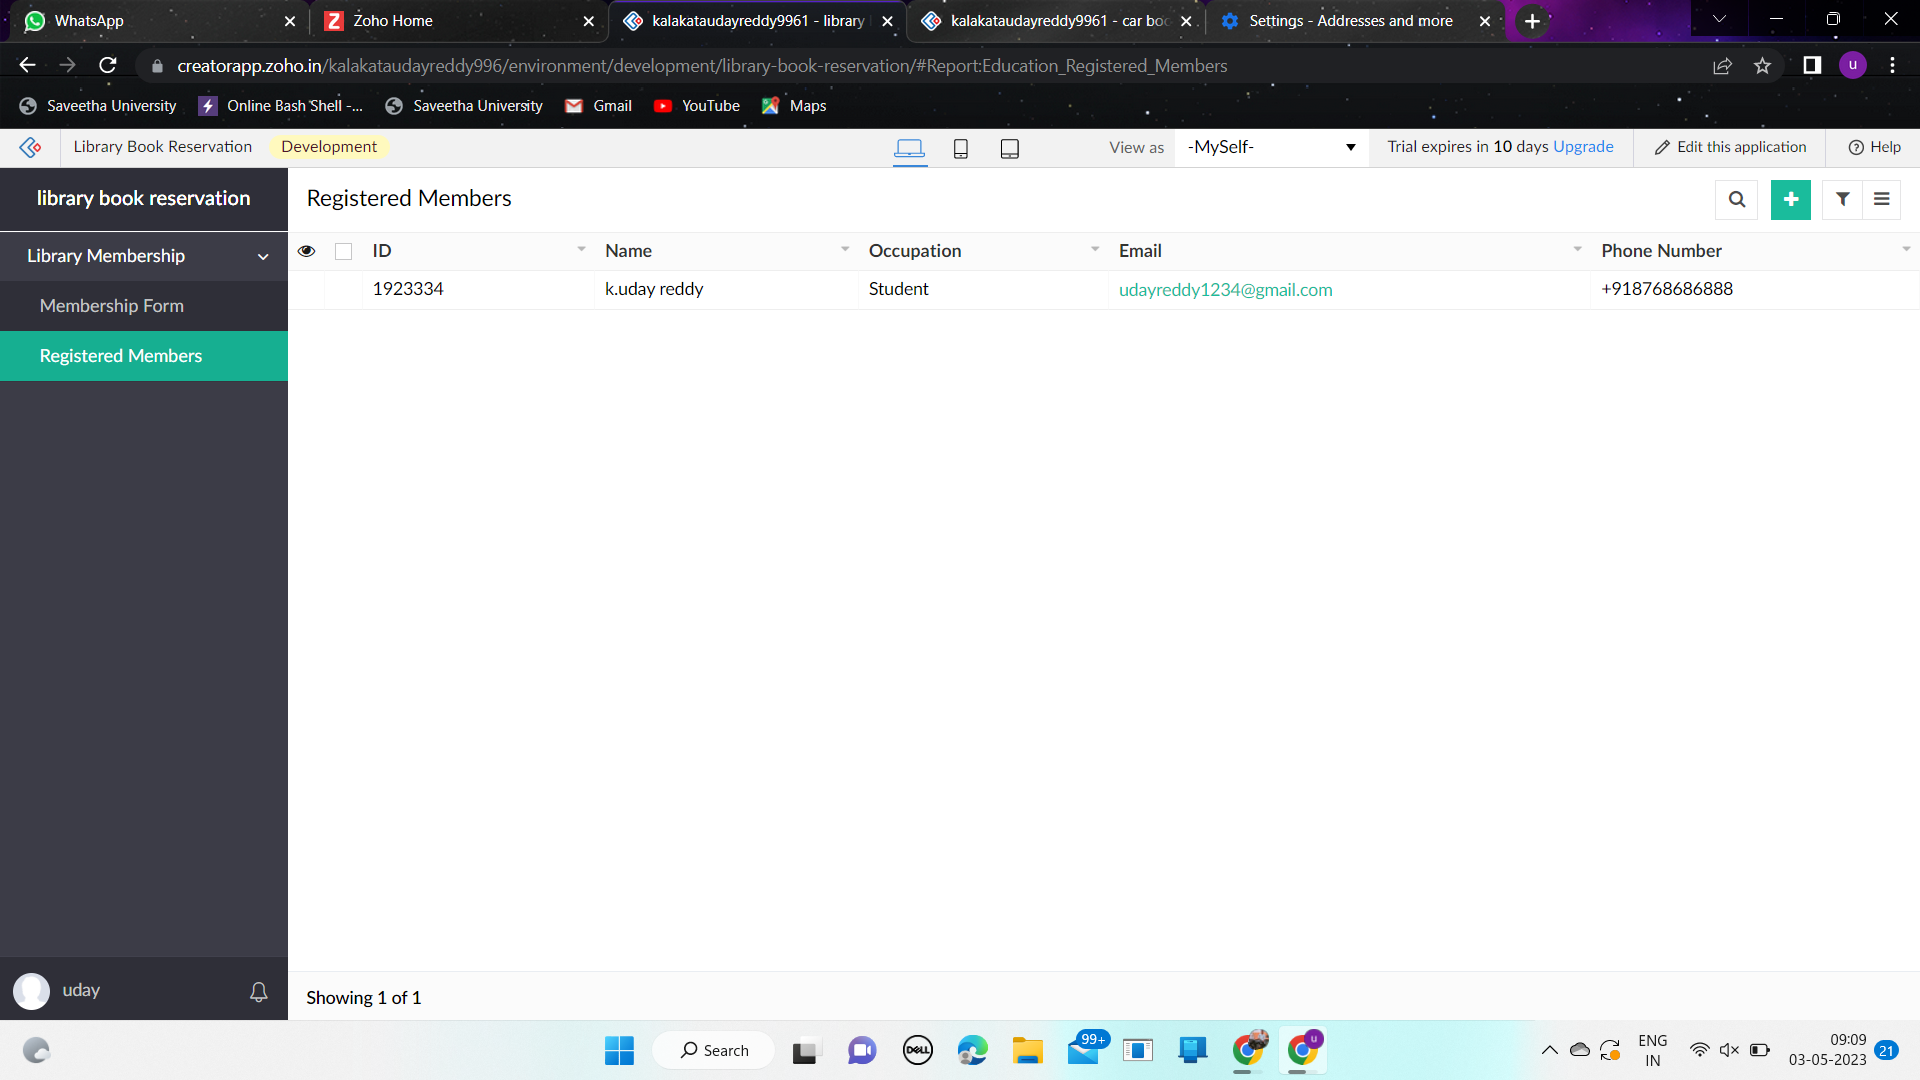 WhatsApp
Zoho Home
kalakataudayreddy9961 - library
kalakataudayreddy9961 - car boo
Settings - Addresses and more
creatorapp.zoho.in/kalakataudayreddy996/environment/development/library-book-reservation/#Report:Education_Registered_Members
u
Saveetha University
Online Bash Shell -...
Saveetha University
Gmail
YouTube
Maps
Library Book Reservation
Development
View as
-MySelf-
Trial expires in 10 days Upgrade
Edit this application
Help
library book reservation
Registered Members
Library Membership
Membership Form
Registered Members
ID Name Occupation Email Phone Number
1923334 k.uday reddy Student udayreddy1234@gmail.com +918768686888
uday
Showing 1 of 1
Search
DELL
99+
u
ENG
IN
09:09
03-05-2023
21